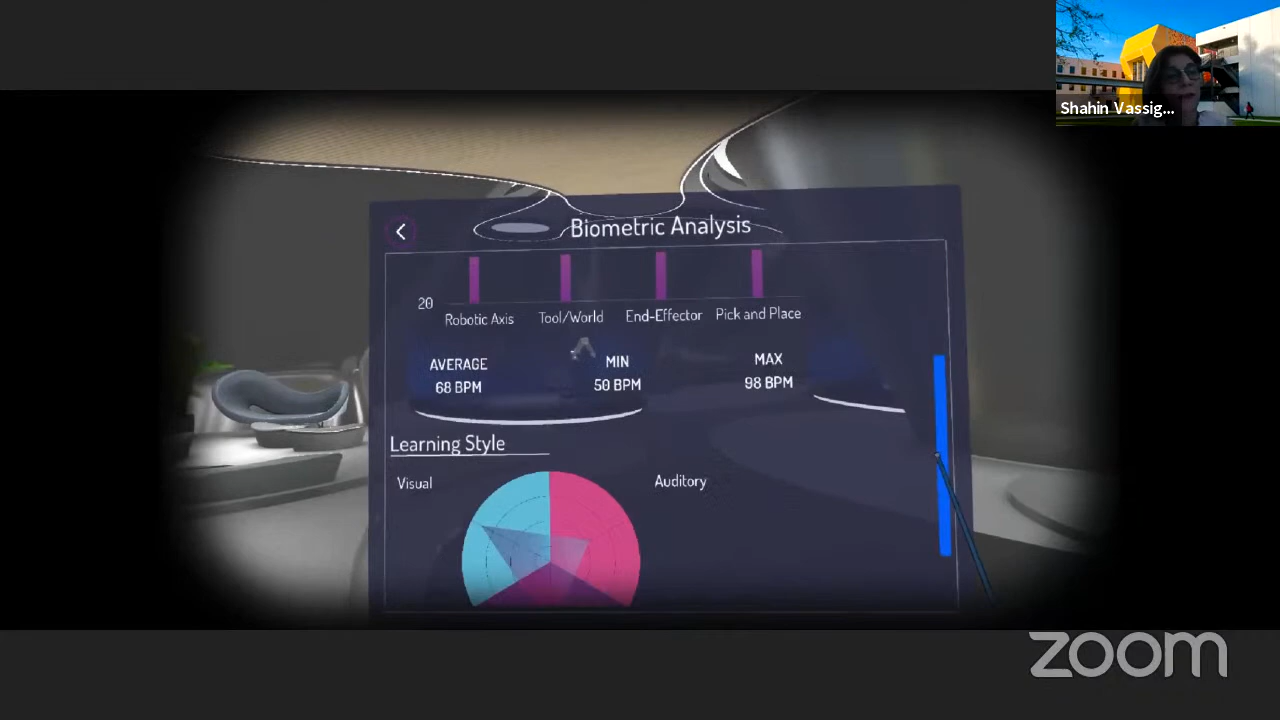 Shahin Vassig...
Biometric Analysis
20
Robotic Axis Tool/World End-Effector Pick and Place
AVERAGE MIN MAX
68 BPM 50 BPM 98 BPM
Learning Style
Visual Auditory
zoom